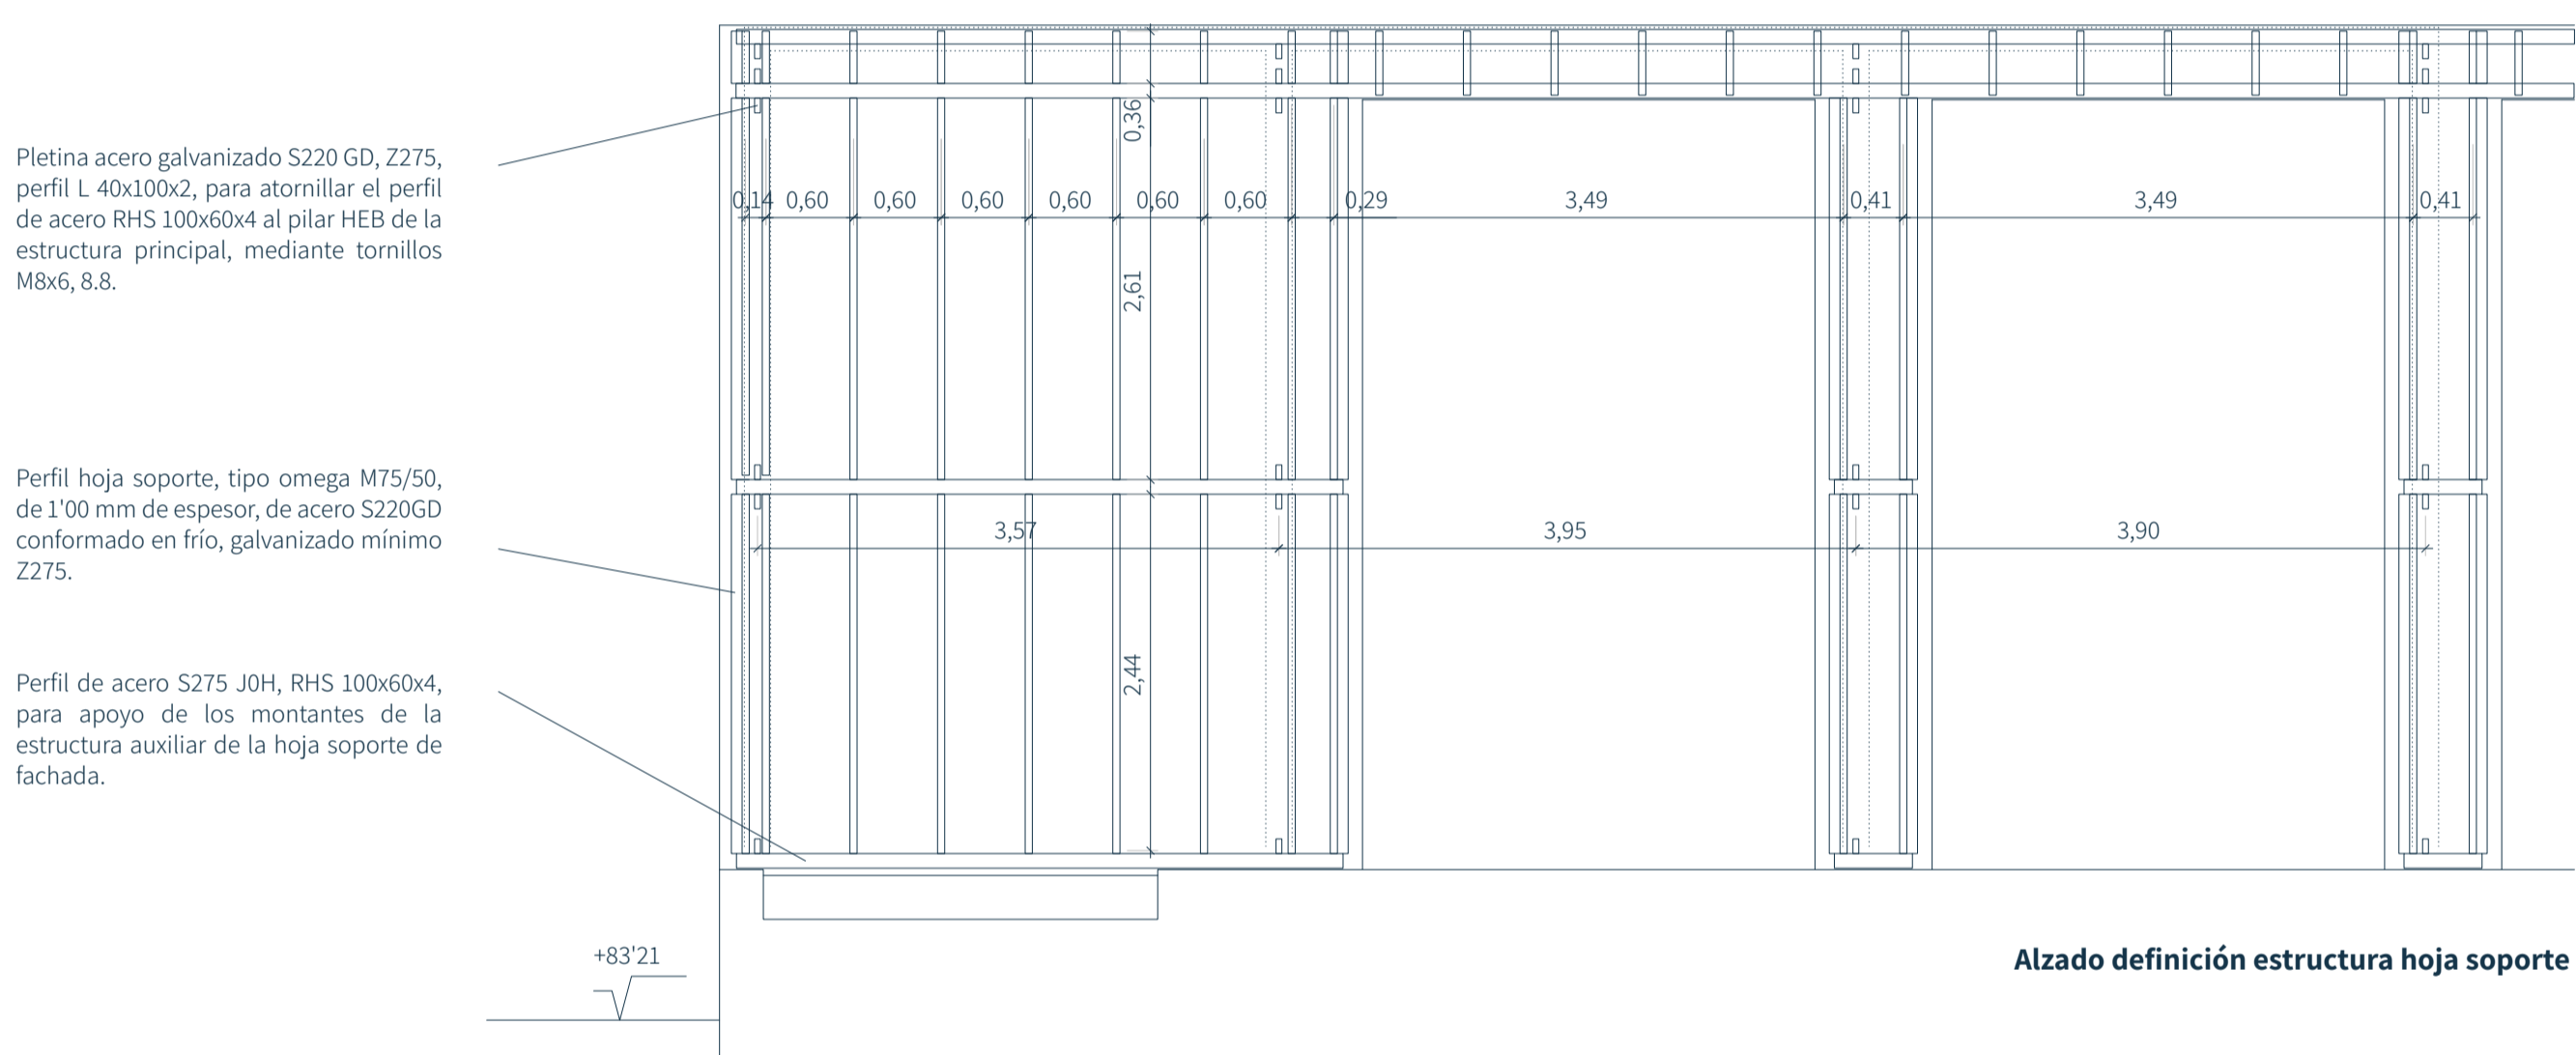 Pletina acero galvanizado S220 GD, Z275,
perfil L 40x100x2, para atornillar el perfil
de acero RHS 100x60x4 al pilar HEB de la
estructura principal, mediante tornillos
M8x6, 8.8.
Perfil hoja soporte, tipo omega M75/50,
de 1'00 mm de espesor, de acero S220GD
conformado en frío, galvanizado mínimo
Z275.
Perfil de acero S275 J0H, RHS 100x60x4,
para apoyo de los montantes de la
estructura auxiliar de la hoja soporte de
fachada.
0,36
0,14 0,60 0,60 0,60 0,60 0,60 0,60 0,29 3,49 0,41 3,49 0,41
2,61
3,57 3,95 3,90
2,44
+83'21
Alzado definición estructura hoja soporte